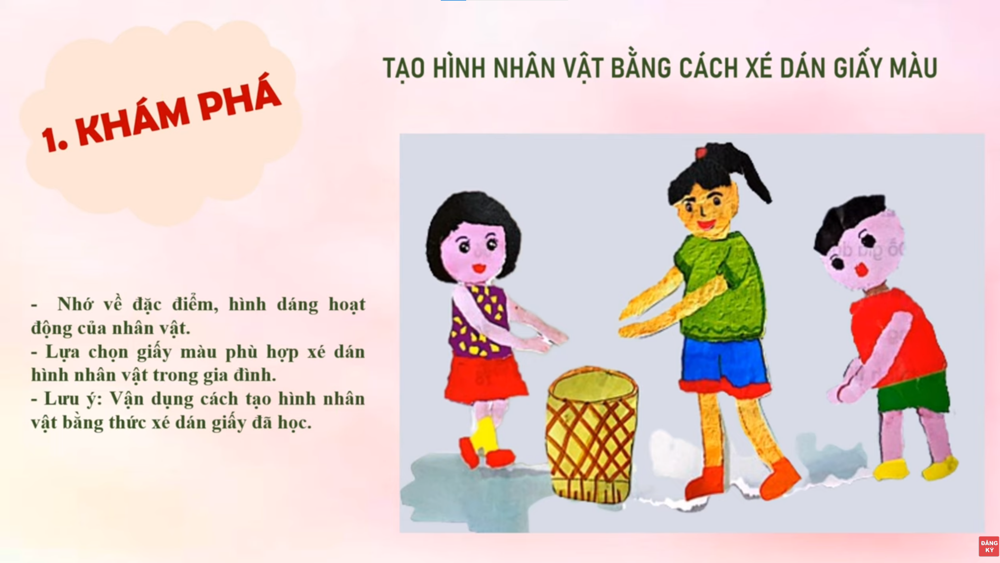 1. KHÁM PHÁ
TẠO HÌNH NHÂN VẬT BẰNG CÁCH XÉ DÁN GIẤY MÀU
- Nhớ về đặc điểm, hình dáng hoạt
động của nhân vật.
- Lựa chọn giấy màu phù hợp xé dán
hình nhân vật trong gia đình.
- Lưu ý: Vận dụng cách tạo hình nhân
vật bằng thức xé dán giấy đã học.
ĐĂNG
KÝ